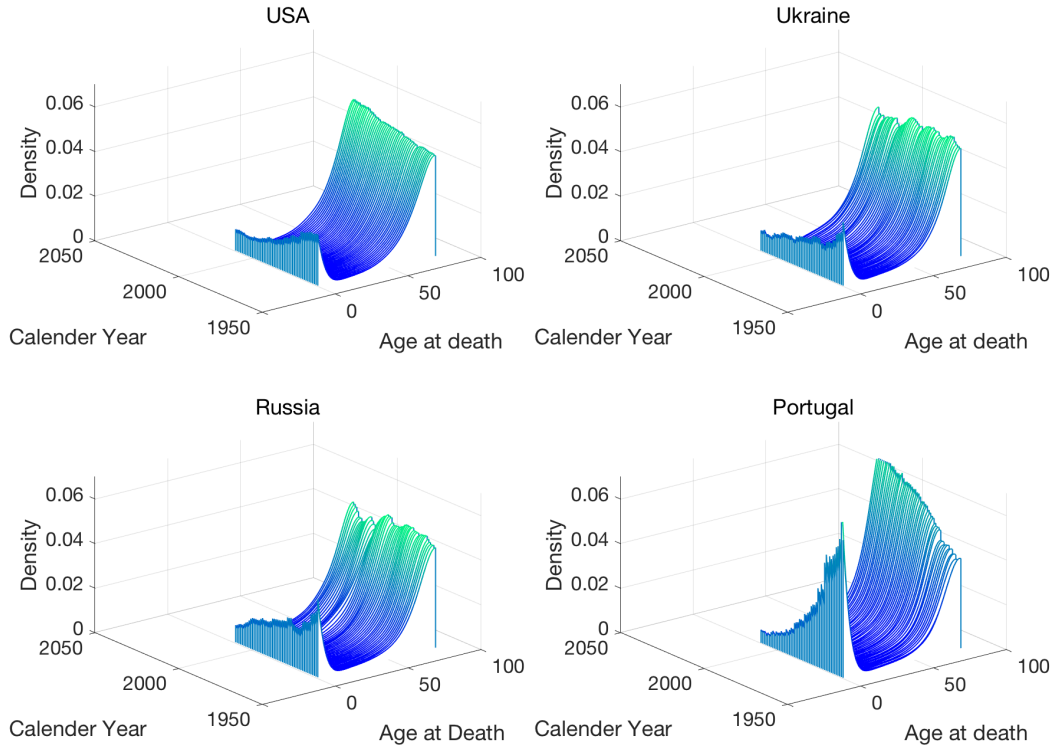 USA
Density
0.06
0.04
0.02
0
2050
2000
1950
Calender Year
0
50
100
Age at death
Ukraine
Density
0.06
0.04
0.02
0
2050
2000
1950
Calender Year
0
50
100
Age at death
Russia
Density
0.06
0.04
0.02
0
2050
2000
1950
Calender Year
0
50
100
Age at Death
Portugal
Density
0.06
0.04
0.02
0
2050
2000
1950
Calender Year
0
50
100
Age at death